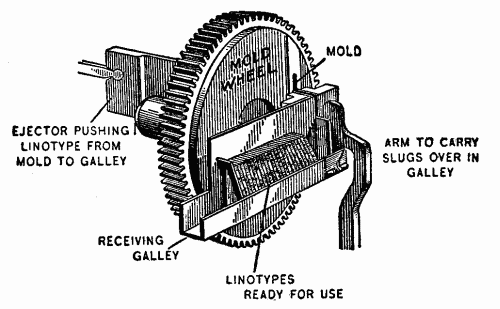 MOLD
WHEEL
MOLD
EJECTOR PUSHING
LINOTYPE FROM
MOLD TO GALLEY
ARM TO CARRY
SLUGS OVER IN
GALLEY
RECEIVING
GALLEY
LINOTYPES
READY FOR USE